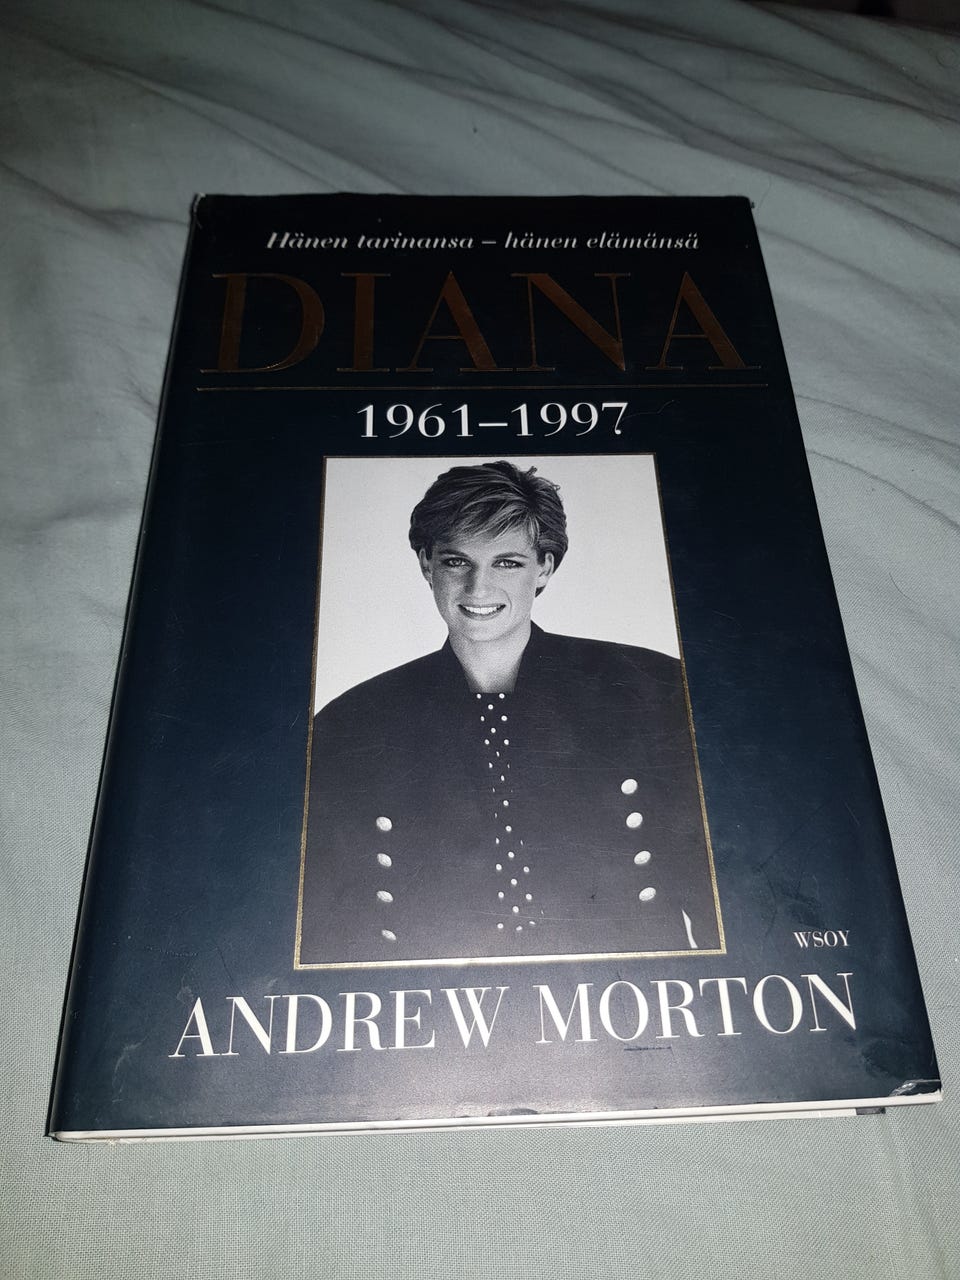 Hänen tarinansa – hänen elämänsä
DIANA
1961–1997
WSOY
ANDREW MORTON